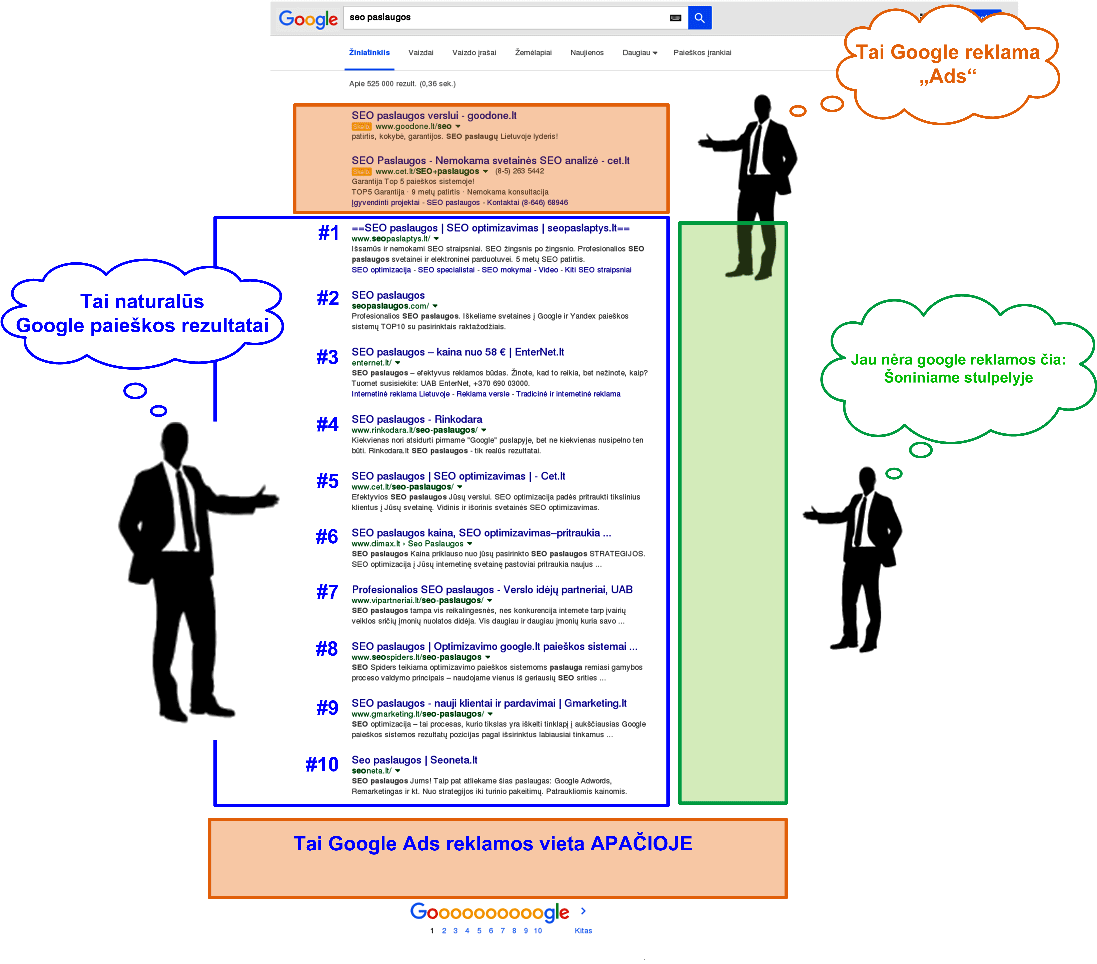 Google
seo paslaugos
Žiniatinklis Vaizdai Vaizdo įrašai Žemėlapiai Naujienos Daugiau Paieškos įrankiai
Apie 525 000 rezult. (0,36 sek.)
Tai Google reklama
„Ads“
SEO paslaugos verslui - goodone.lt
www.goodone.lt/seo
patirtis, kokybė, garantijos. SEO paslaugų Lietuvoje lyderis!
SEO Paslaugos - Nemokama svetainės SEO analizė - cet.lt
www.cet.lt/SEO+paslaugos (8-5) 263 5442
Garantija Top 5 paieškos sistemoje!
TOP5 Garantija · 9 metų patirtis · Nemokama konsultacija
Įgyvendinti projektai - SEO paslaugos - Kontaktai (8-646) 68946
Tai naturalūs
Google paieškos rezultatai
#1 ==SEO paslaugos | SEO optimizavimas | seopaslaptys.lt==
www.seopaslaptys.lt/
Išsamūs ir nemokami SEO straipsniai. SEO žingsnis po žingsnio. Profesionalios SEO
paslaugos svetainei ir elektroninei parduotuvei. 5 metų SEO patirtis.
SEO optimizacija - SEO specialistai - SEO mokymai - Video - Kiti SEO straipsniai
#2 SEO paslaugos
seopaslaugos.com/
Profesionalios SEO paslaugos. Iškeliame svetaines į Google ir Yandex paieškos
sistemų TOP10 su pasirinktais raktažodžiais.
#3 SEO paslaugos – kaina nuo 58 € | EnterNet.lt
enternet.lt/
SEO paslaugos – efektyvus reklamos būdas. Žinote, kad to reikia, bet nežinote, kaip?
Tuomet susisiekite: UAB EnterNet, +370 690 03000.
Internetinė reklama Lietuvoje - Reklama versle - Tradicinė ir internetinė reklama
#4 SEO paslaugos - Rinkodara
www.rinkodara.lt/seo-paslaugos/
Kiekvienas nori atsidurti pirmame "Google" puslapyje, bet ne kiekvienas nusipelno ten
būti. Rinkodara.lt SEO paslaugos - tik realūs rezultatai.
#5 SEO paslaugos | SEO optimizavimas | - Cet.lt
www.cet.lt/seo-paslaugos/
Efektyvios SEO paslaugos Jūsų verslui. SEO optimizacija padės pritraukti tikslinius
klientus į Jūsų svetainę. Vidinis ir išorinis svetainės SEO optimizavimas.
#6 SEO paslaugos kaina, SEO optimizavimas–pritraukia ...
www.dimax.lt › Seo Paslaugos
SEO paslaugos Kaina priklauso nuo jūsų pasirinkto SEO paslaugos STRATEGIJOS.
SEO optimizacija į Jūsų internetinę svetainę pastoviai pritraukia naujus ...
#7 Profesionalios SEO paslaugos - Verslo idėjų partneriai, UAB
www.vipartneriai.lt/seo-paslaugos/
SEO paslaugos tampa vis reikalingesnės, nes konkurencija internete tarp įvairių
veiklos sričių įmonių nuolatos didėja. Vis daugiau ir daugiau įmonių kuria savo ...
#8 SEO paslaugos | Optimizavimo google.lt paieškos sistemai ...
www.seospiders.lt/seo-paslaugos
SEO Spiders teikiama optimizavimo paieškos sistemoms paslauga remiasi gamybos
proceso valdymo principais – naudojame vienus iš geriausių SEO srities ...
#9 SEO paslaugos - nauji klientai ir pardavimai | Gmarketing.lt
www.gmarketing.lt/seo-paslaugos/
SEO optimizacija – tai procesas, kurio tikslas yra iškelti tinklapį į aukščiausias Google
paieškos sistemos rezultatų pozicijas pagal išsirinktus labiausiai tinkamus ...
#10 Seo paslaugos | Seoneta.lt
seoneta.lt/
SEO paslaugos Jums! Taip pat atliekame šias paslaugas: Google Adwords,
Remarketingas ir kt. Nuo strategijos iki turinio pakeitimų. Patraukliomis kainomis.
Jau nėra google reklamos čia:
Šoniniame stulpelyje
Tai Google Ads reklamos vieta APAČIOJE
Goooooooooogle
1 2 3 4 5 6 7 8 9 10 Kitas